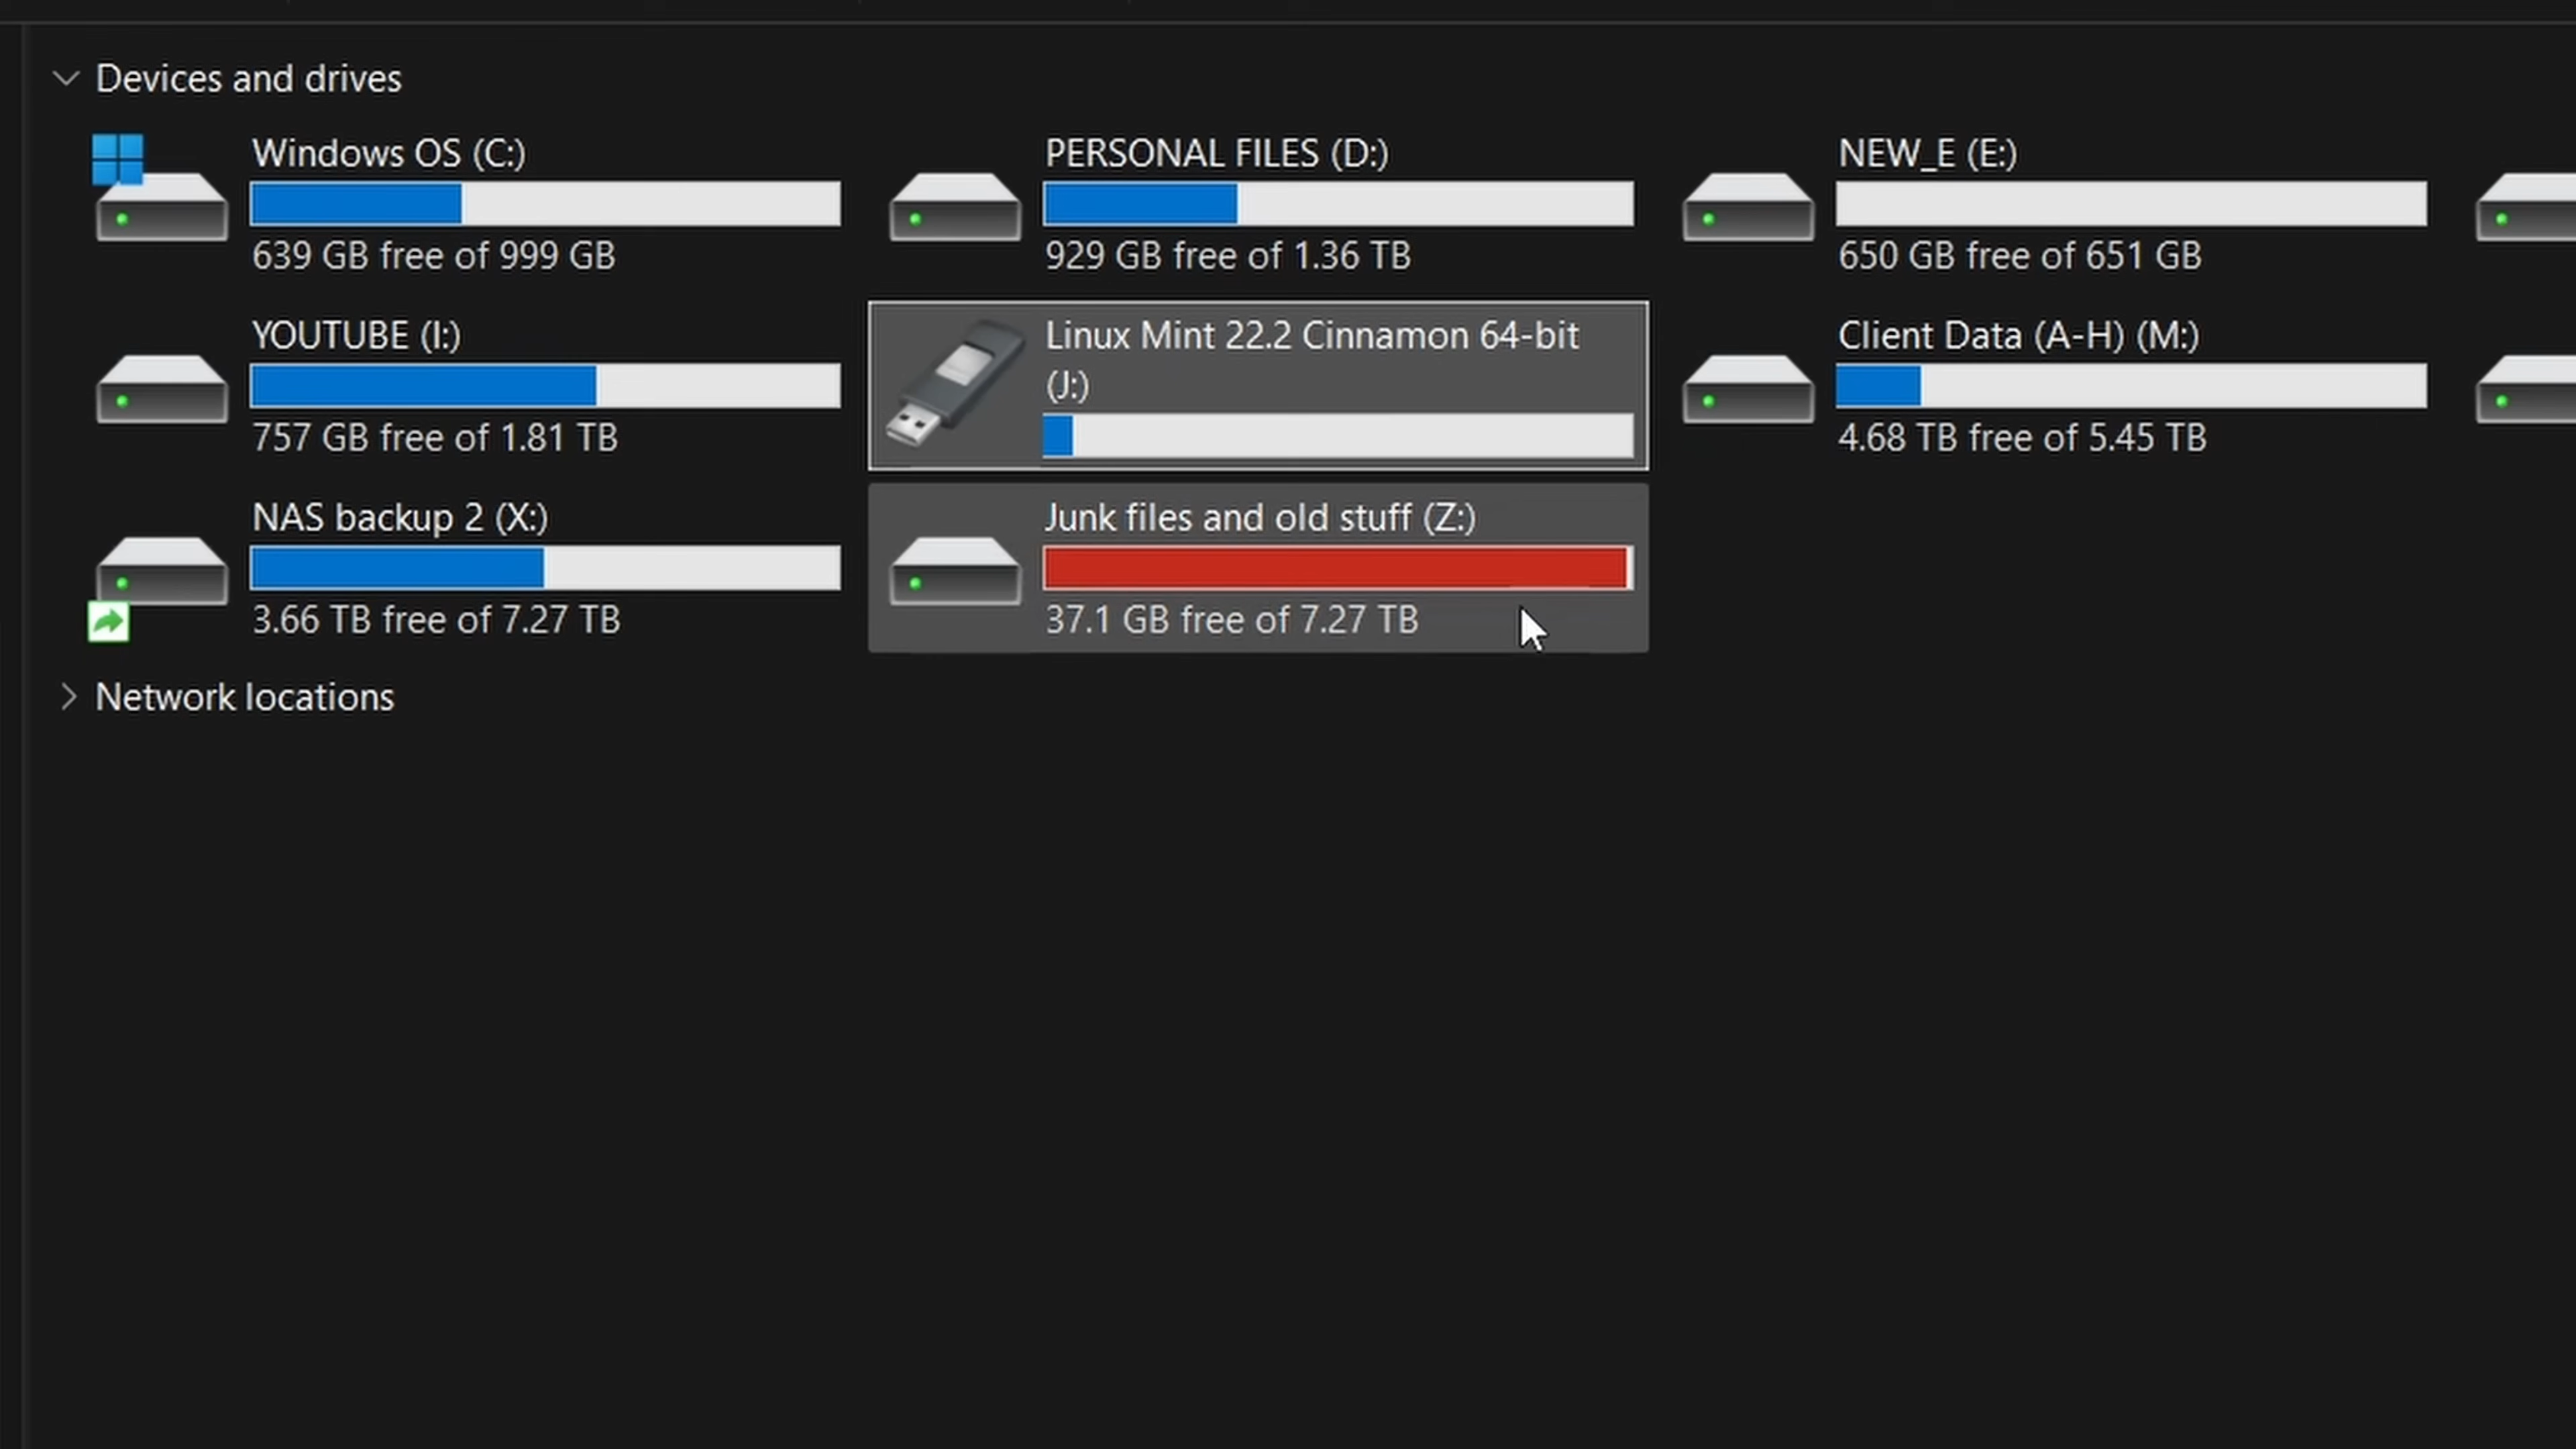 Devices and drives
Windows OS (C:)
639 GB free of 999 GB
PERSONAL FILES (D:)
929 GB free of 1.36 TB
NEW_E (E:)
650 GB free of 651 GB
YOUTUBE (I:)
757 GB free of 1.81 TB
Linux Mint 22.2 Cinnamon 64-bit
(J:)
Client Data (A-H) (M:)
4.68 TB free of 5.45 TB
NAS backup 2 (X:)
3.66 TB free of 7.27 TB
Junk files and old stuff (Z:)
37.1 GB free of 7.27 TB
Network locations